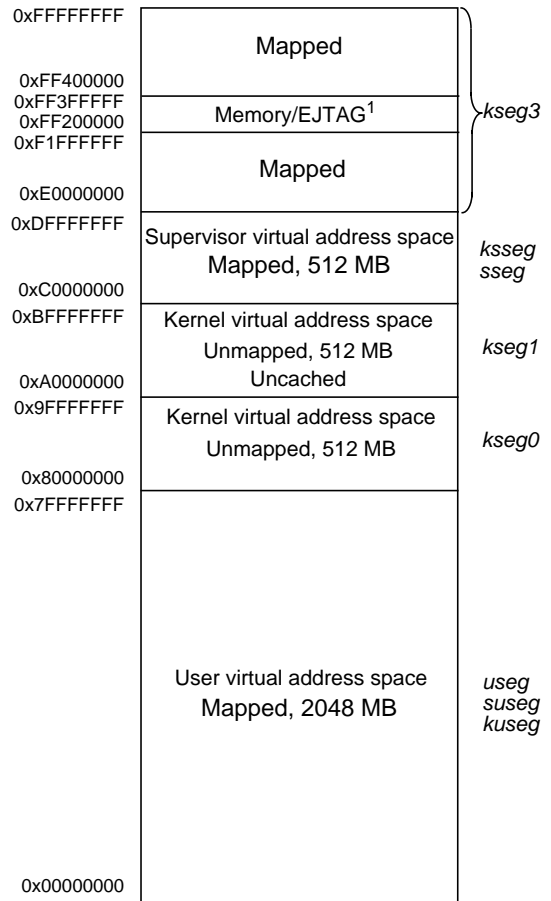 0xFFFFFFFF
Mapped
0xFF400000
0xFF3FFFFF
Memory/EJTAG1
kseg3
0xFF200000
0xF1FFFFFF
Mapped
0xE0000000
0xDFFFFFFF
Supervisor virtual address space
Mapped, 512 MB
ksseg
sseg
0xC0000000
0xBFFFFFFF
Kernel virtual address space
Unmapped, 512 MB
kseg1
Uncached
0xA0000000
0x9FFFFFFF
Kernel virtual address space
Unmapped, 512 MB
kseg0
0x80000000
0x7FFFFFFF
User virtual address space
Mapped, 2048 MB
useg
suseg
kuseg
0x00000000